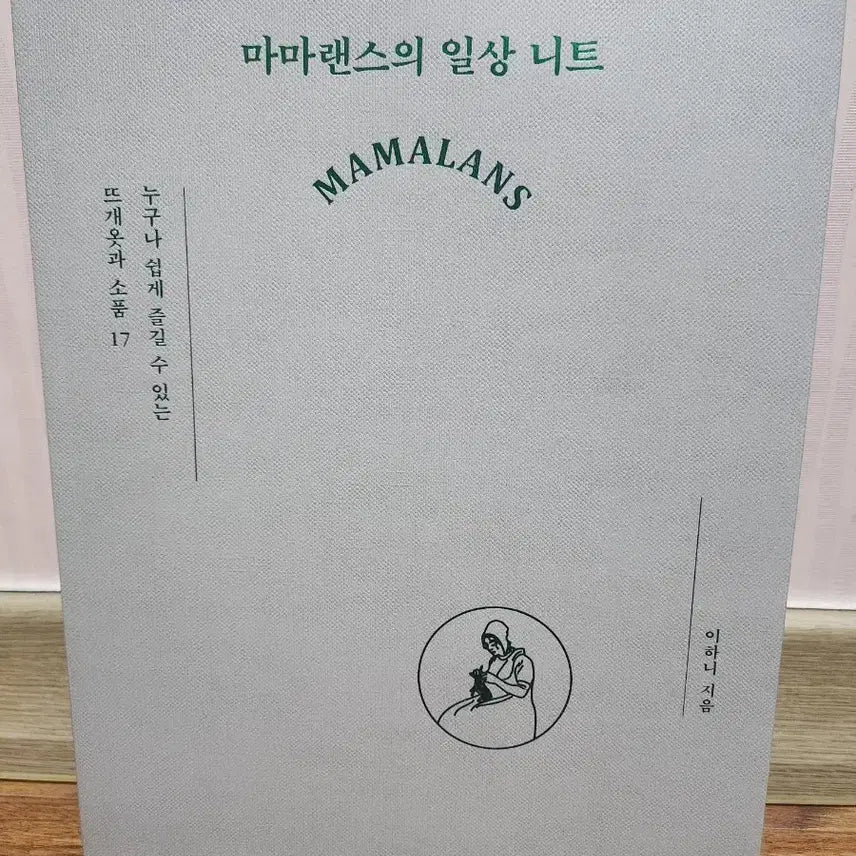 마마랜스의 일상 니트
MAMALANS
누구나 쉽게 즐길 수 있는
뜨개옷과 소품 17
이하니 지음